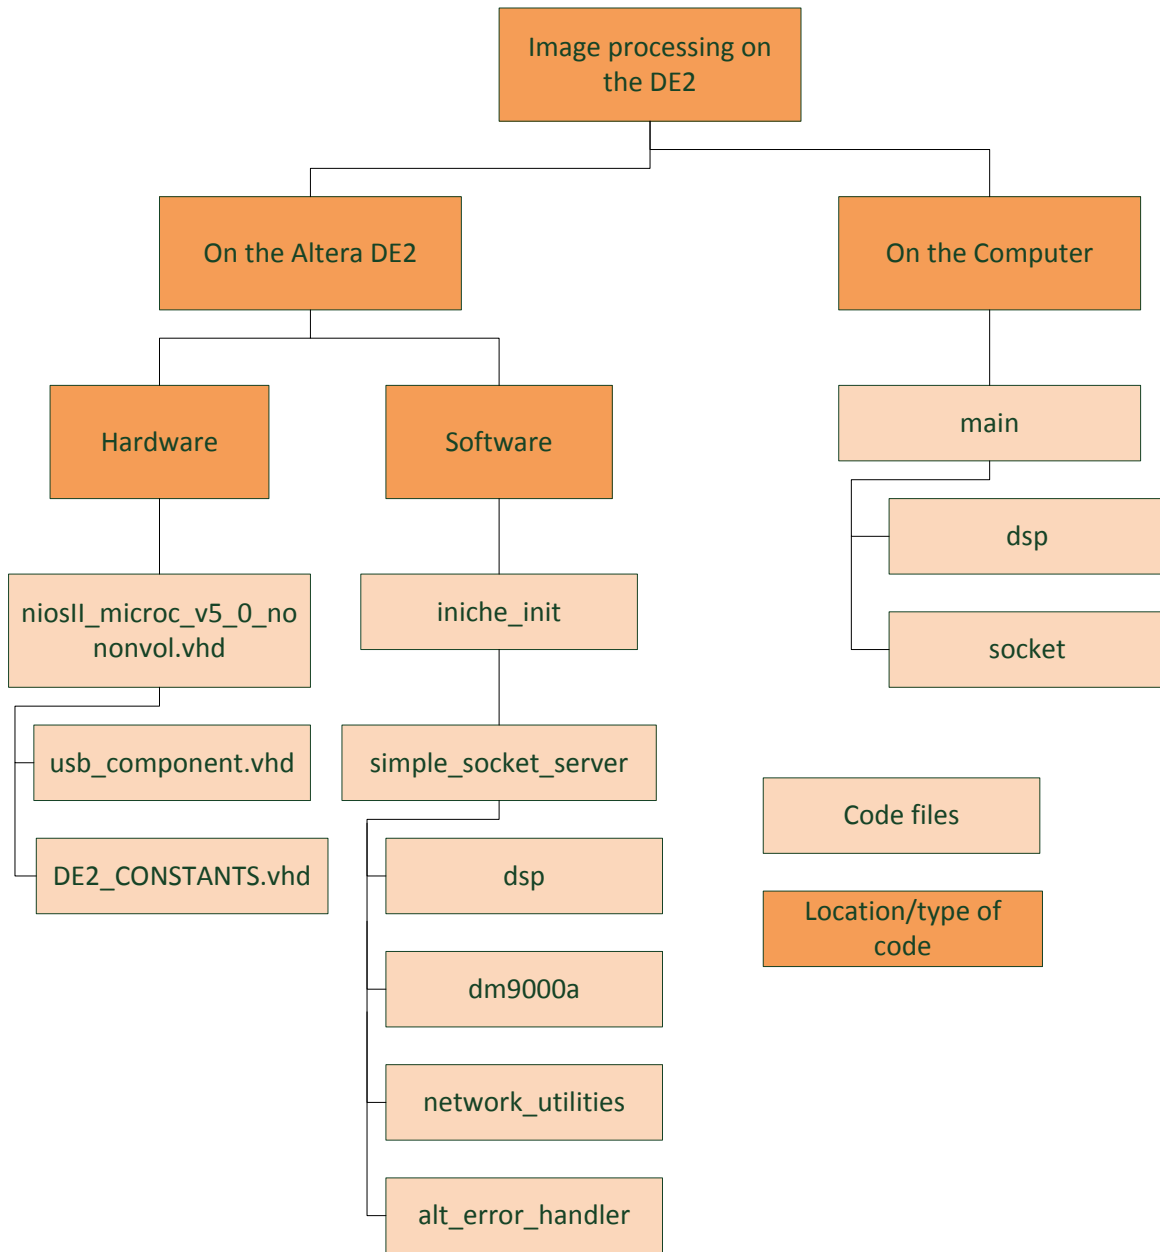 Image processing on
the DE2
On the Altera DE2
On the Computer
Hardware
Software
main
dsp
socket
niosII_microc_v5_0_no
nonvol.vhd
iniche_init
usb_component.vhd
simple_socket_server
DE2_CONSTANTS.vhd
dsp
dm9000a
network_utilities
alt_error_handler
Code files
Location/type of
code